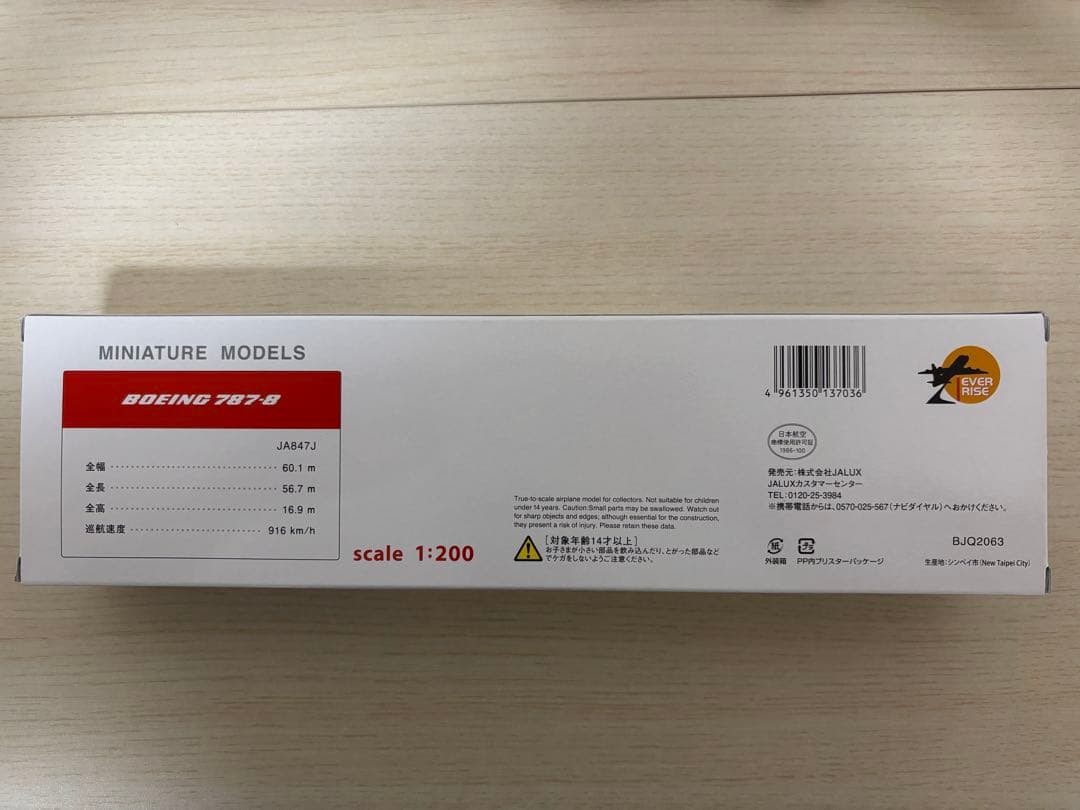 MINIATURE MODELS
BOEING 787-8
JA847J
全幅 60.1 m
全長 56.7 m
全高 16.9 m
巡航速度 916 km/h
scale 1:200
True-to-scale airplane model for collectors. Not suitable for children
under 14 years. Caution:Small parts may be swallowed. Watch out
for sharp objects and edges; although essential for the construction,
they present a risk of injury. Please retain these data.
[対象年齢14才以上]
お子さまが小さい部品を飲み込んだり、とがった部品など
でケガをしないようご注意ください。
4 961350 137036
日本航空
商標使用許可証
1986-100
発売元:株式会社JALUX
JALUXカスタマーセンター
TEL:0120-25-3984
※携帯電話からは、0570-025-567(ナビダイヤル)へおかけください。
紙
プラ
外装箱 PP内ブリスターパッケージ
EVER
RISE
BJQ2063
生産地:シンペイ市(New Taipei City)